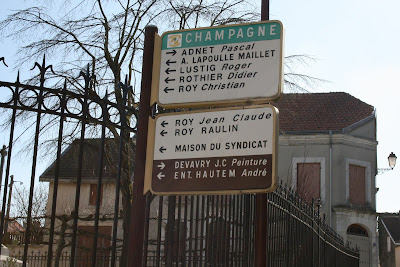 CHAMPAGNE
→ ADNET Pascal
← A. LAPOULLE MAILLET
← LUSTIG Roger
← ROTHIER Didier
← ROY Christian
← ROY Jean Claude
← ROY RAULIN
← MAISON DU SYNDICAT
→ DEVAVRY J.C Peinture
← ENT. HAUTEM André